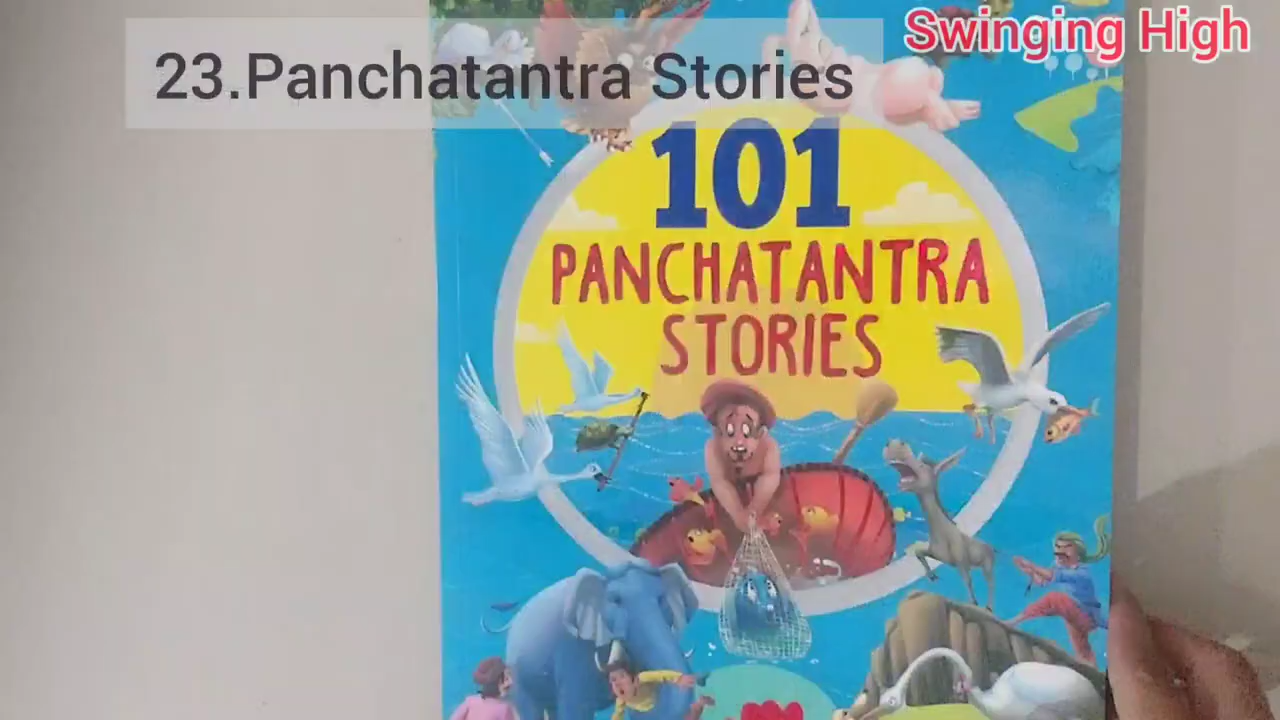 Swinging High
23.Panchatantra Stories
101
PANCHATANTRA
STORIES